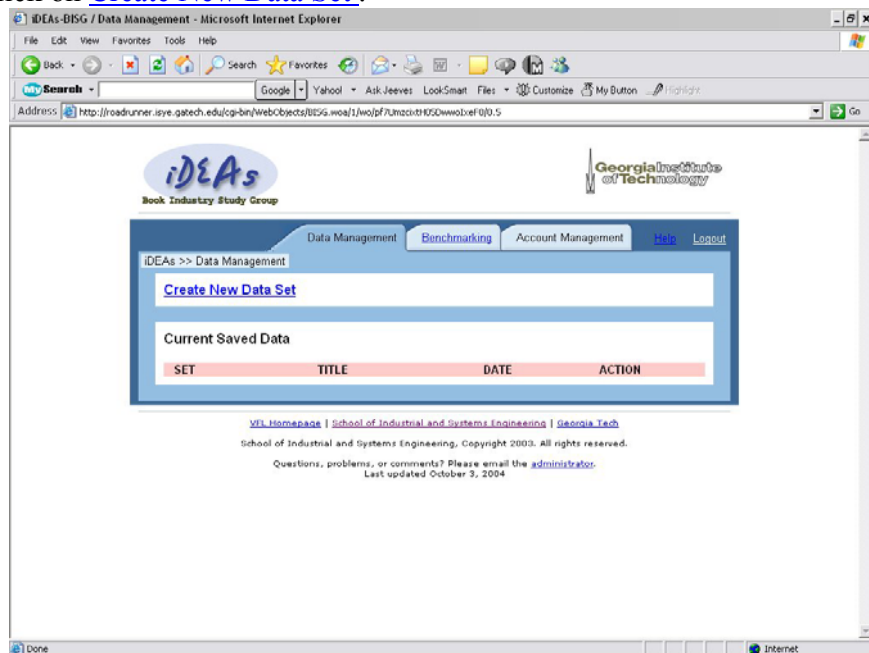 Create New Data Set.
iDEAs-BISG / Data Management - Microsoft Internet Explorer
File Edit View Favorites Tools Help
Back Search Favorites
my Search Google Yahoo! Ask Jeeves LookSmart Files Customize My Button Highlight
Address http://roadrunner.isye.gatech.edu/cgi-bin/WebObjects/BISG.woa/1/wo/ Go
iDEAs
Book Industry Study Group
Georgia Institute
of Technology
Data Management Benchmarking Account Management Help Logout
iDEAs >> Data Management
Create New Data Set
Current Saved Data
SET TITLE DATE ACTION
VFL Homepage | School of Industrial and Systems Engineering | Georgia Tech
School of Industrial and Systems Engineering, Copyright 2003. All rights reserved.
Questions, problems, or comments? Please email the administrator.
Last updated October 3, 2004
Done Internet